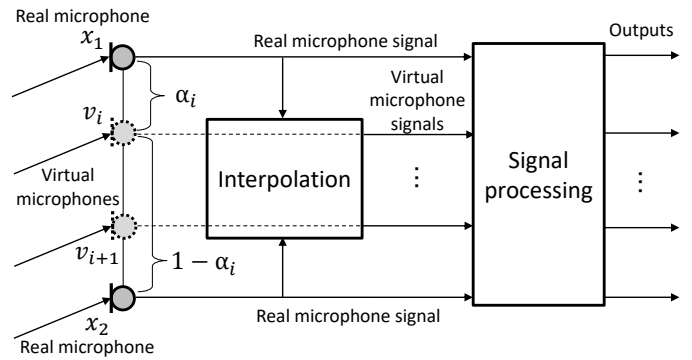 Real microphone
x₁
Real microphone signal
Outputs
αᵢ
Virtual
microphone
signals
vᵢ
Interpolation
⋮
Signal
processing
⋮
Virtual
microphones
vᵢ₊₁
1 − αᵢ
x₂
Real microphone signal
Real microphone